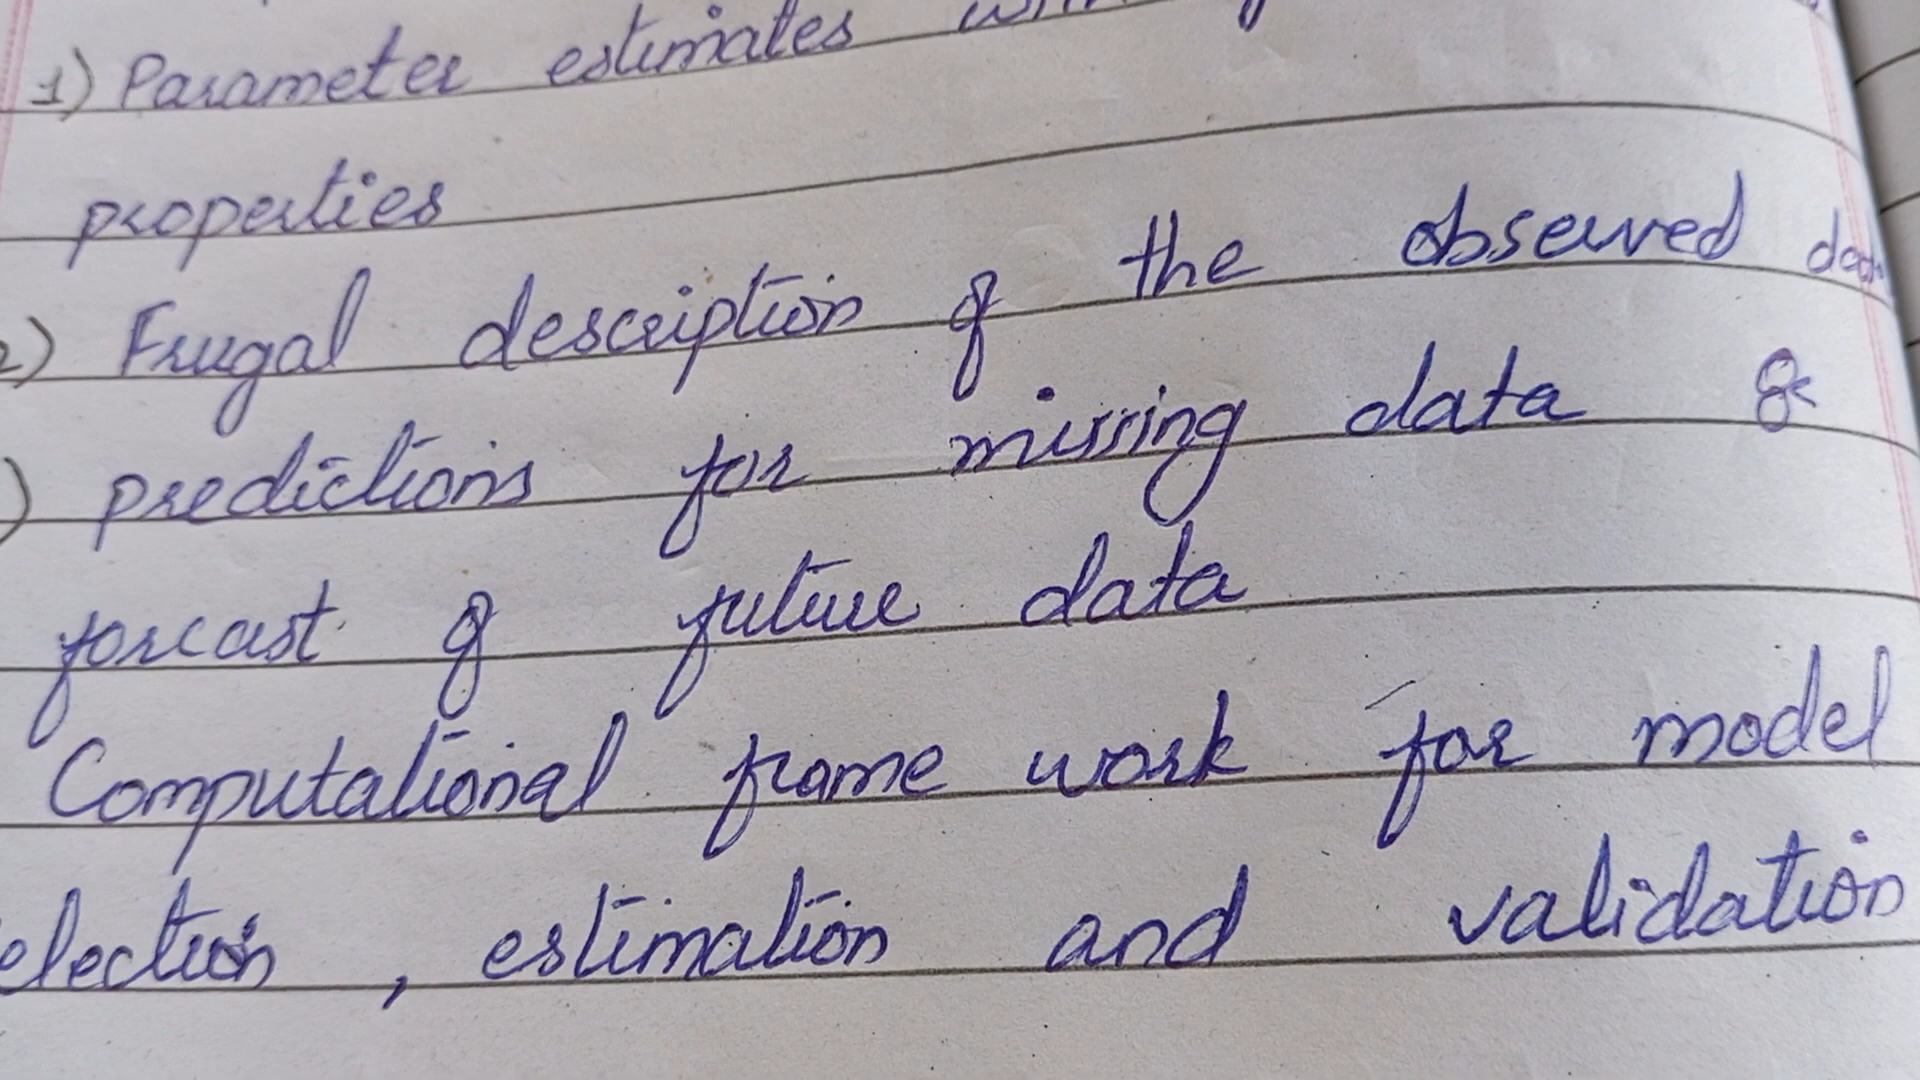 1) Parameter estimates
properties
2) Frugal description of the observed
) predictions for missing data &
forcast of future data
Computational frame work for model
election, estimation and validation